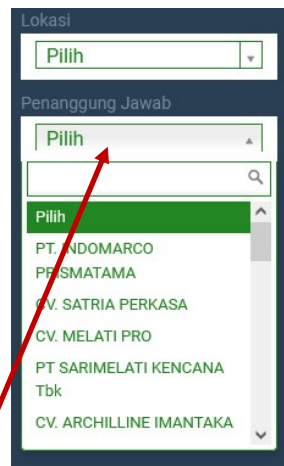 Lokasi
Pilih
Penanggung Jawab
Pilih
Pilih
PT. INDOMARCO
PRISMATAMA
CV. SATRIA PERKASA
CV. MELATI PRO
PT SARIMELATI KENCANA
Tbk
CV. ARCHILLINE IMANTAKA